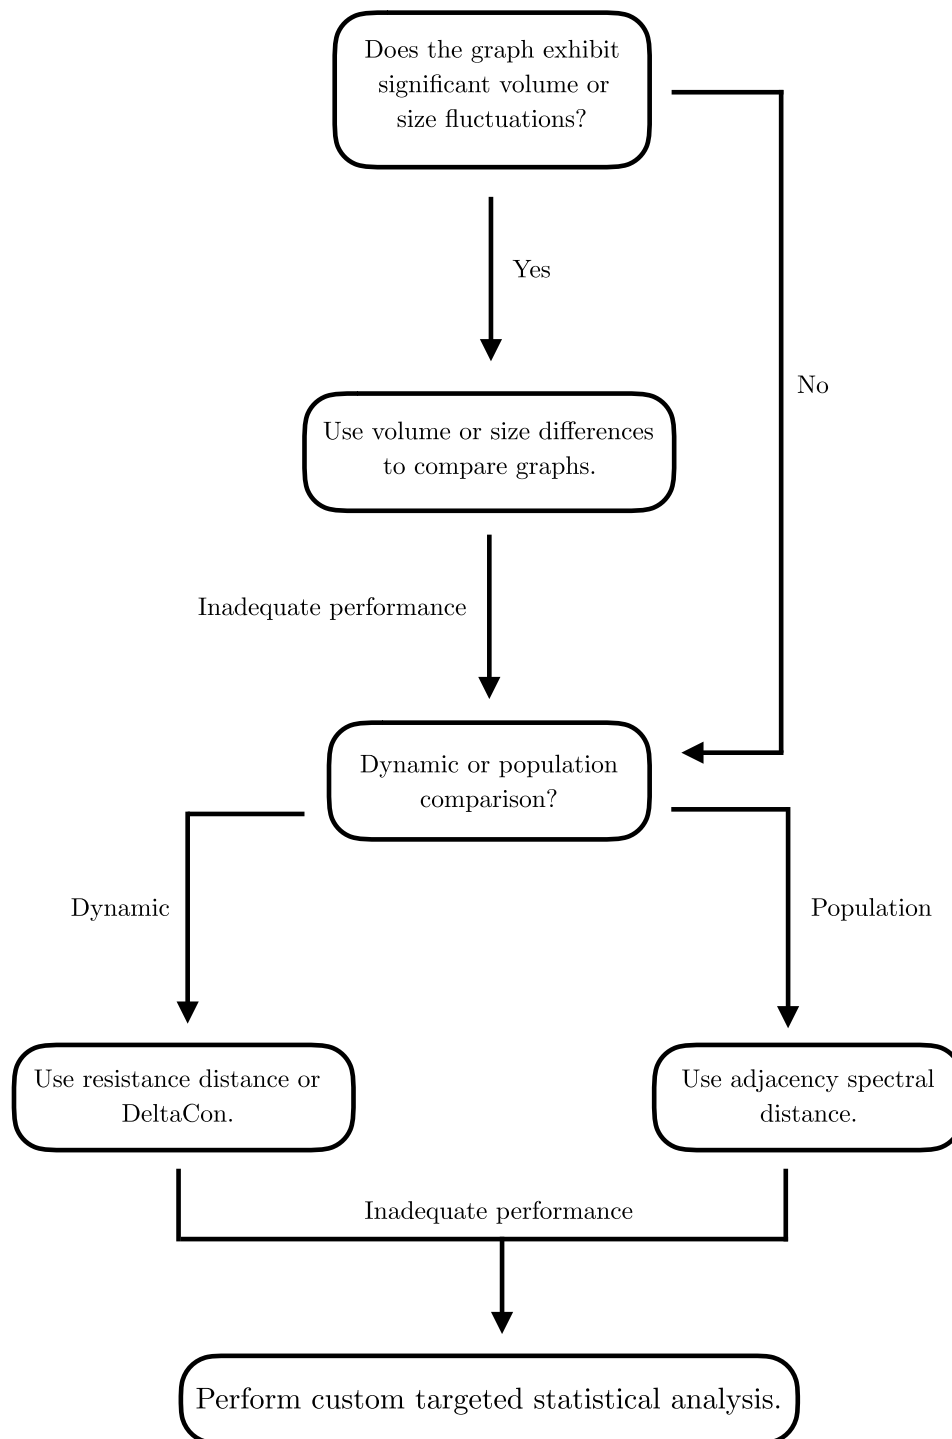 Does the graph exhibit
significant volume or
size fluctuations?
Yes
No
Use volume or size differences
to compare graphs.
Inadequate performance
Dynamic or population
comparison?
Dynamic
Population
Use resistance distance or
DeltaCon.
Use adjacency spectral
distance.
Inadequate performance
Perform custom targeted statistical analysis.